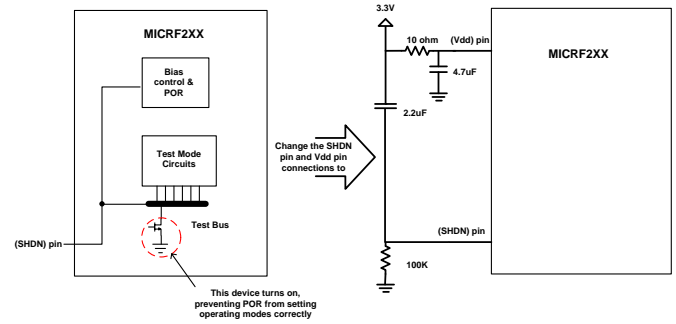 MICRF2XX
Bias
control &
POR
Test Mode
Circuits
Test Bus
(SHDN) pin
This device turns on,
preventing POR from setting
operating modes correctly
Change the SHDN
pin and Vdd pin
connections to
3.3V
10 ohm
(Vdd) pin
4.7uF
2.2uF
(SHDN) pin
100K
MICRF2XX